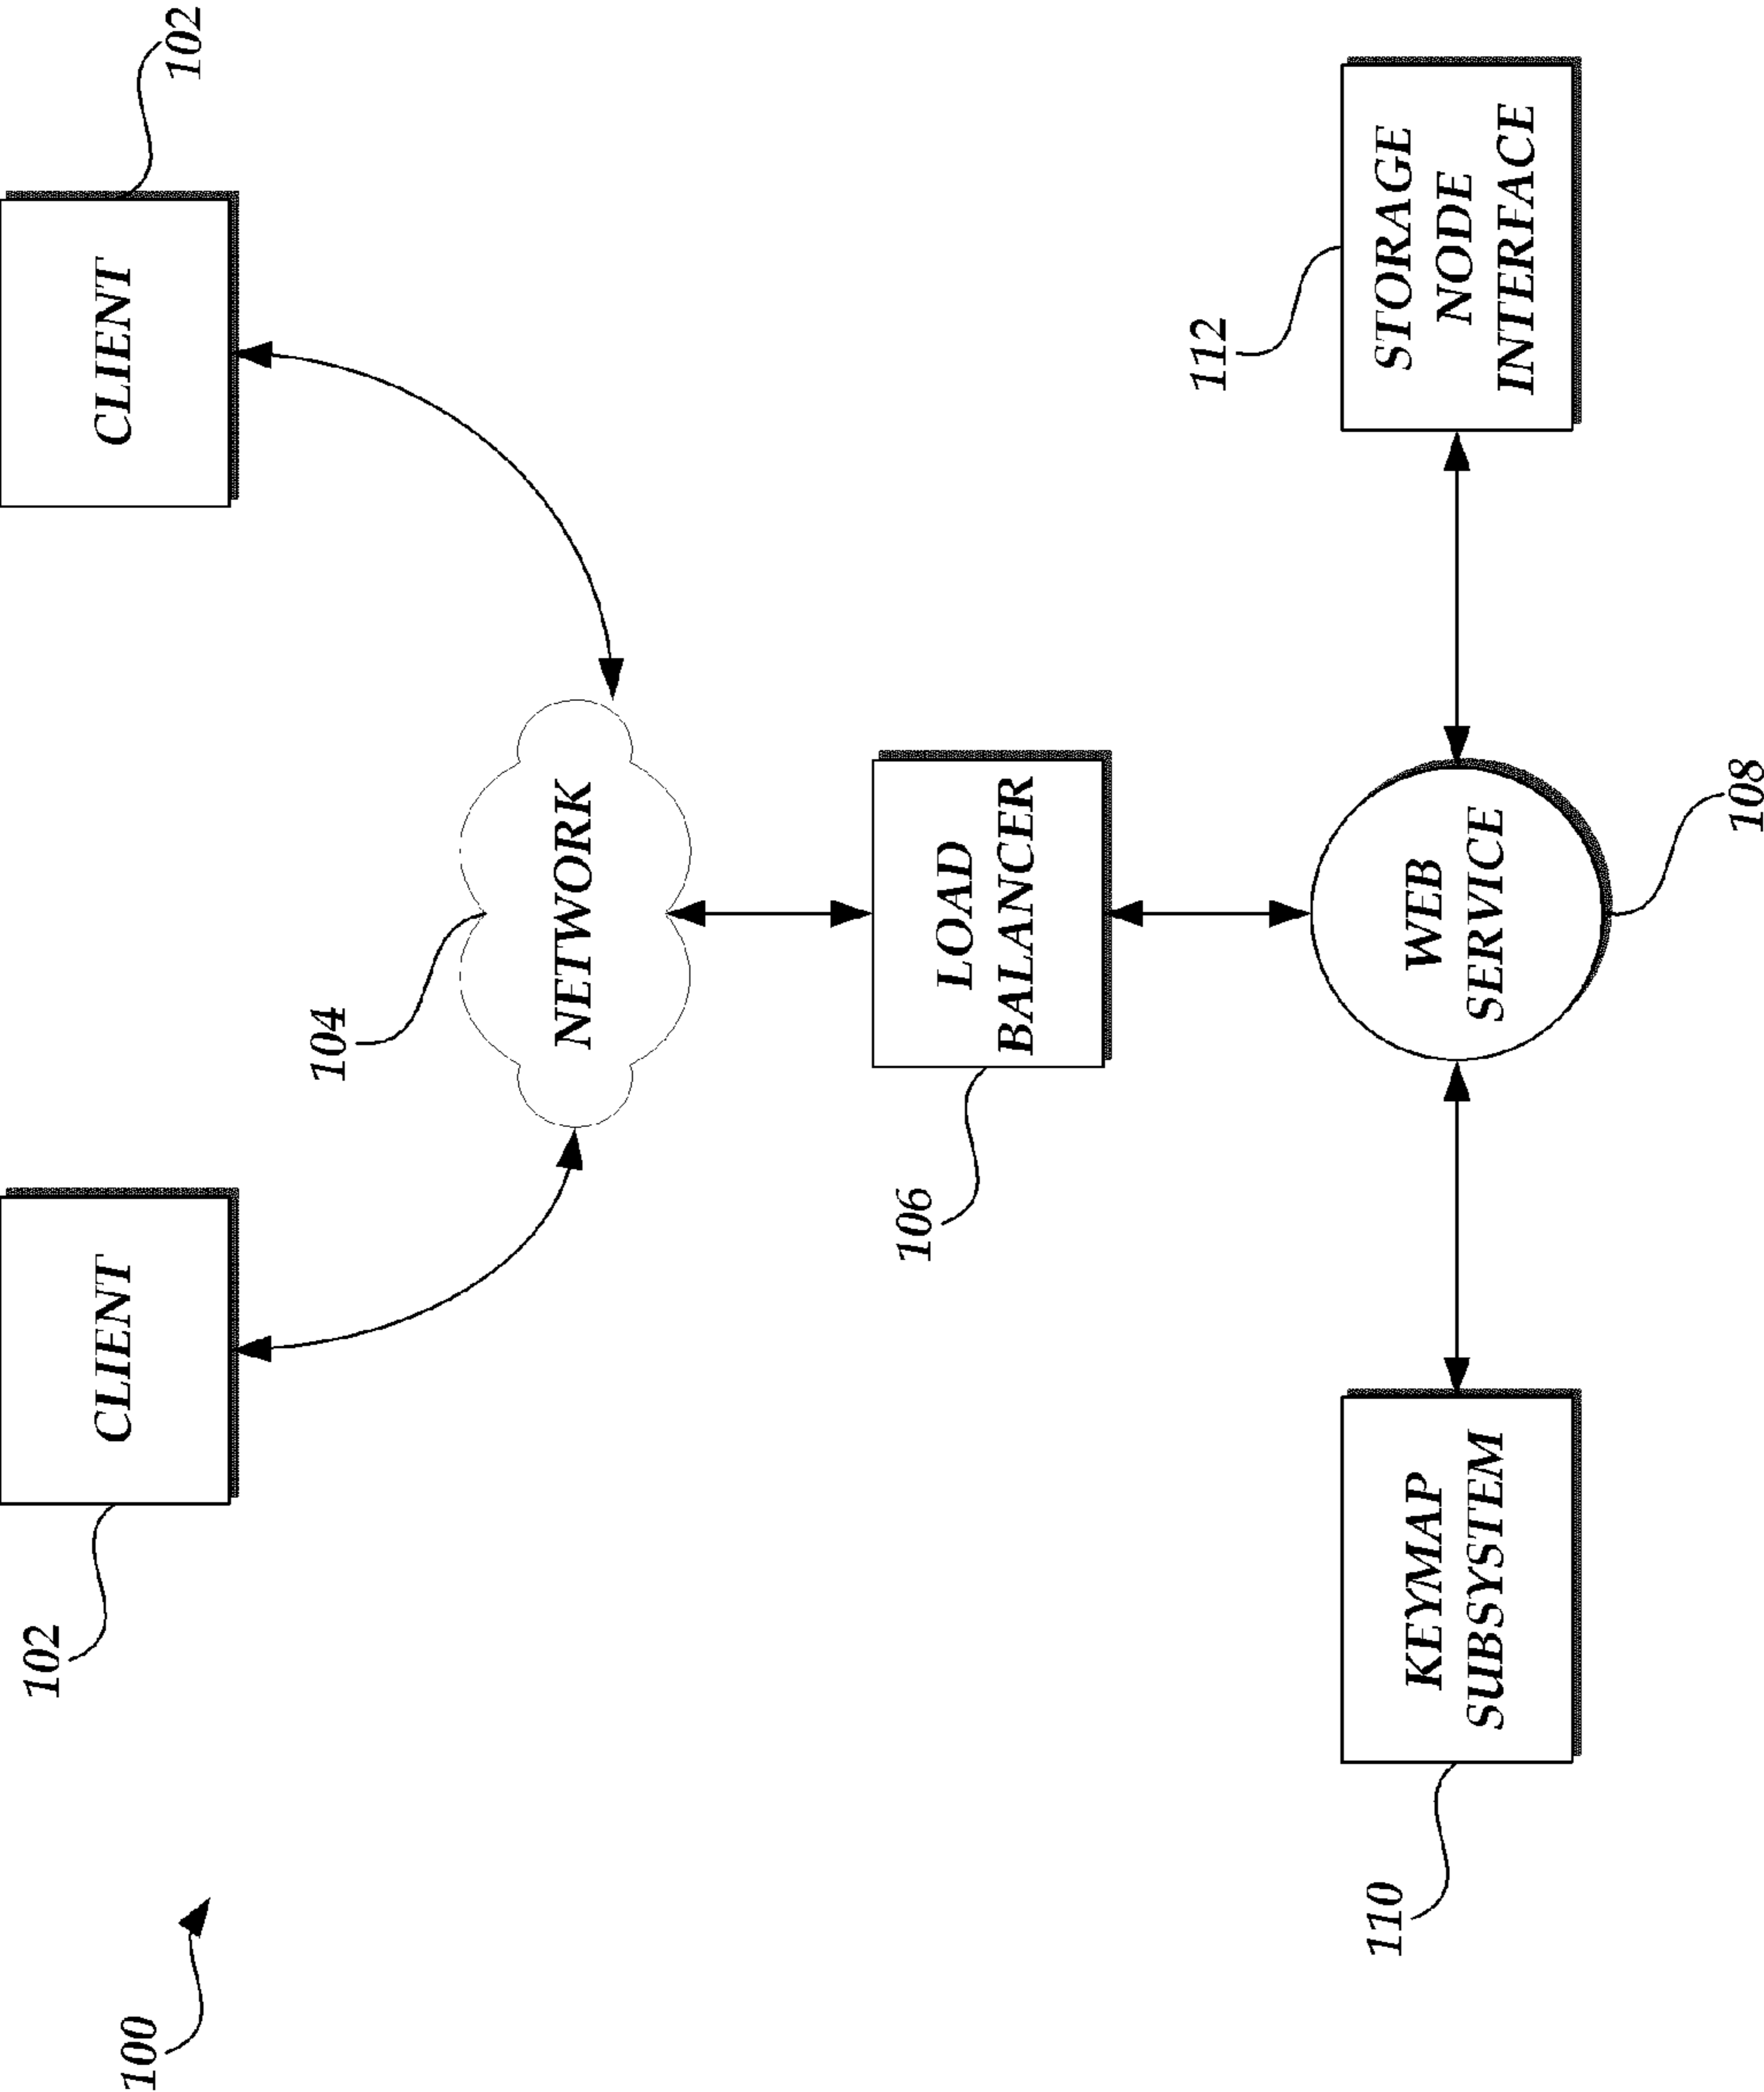 102
CLIENT
102
CLIENT
104
NETWORK
106
LOAD
BALANCER
112
STORAGE
NODE
INTERFACE
WEB
SERVICE
108
KEYMAP
SUBSYSTEM
110
100